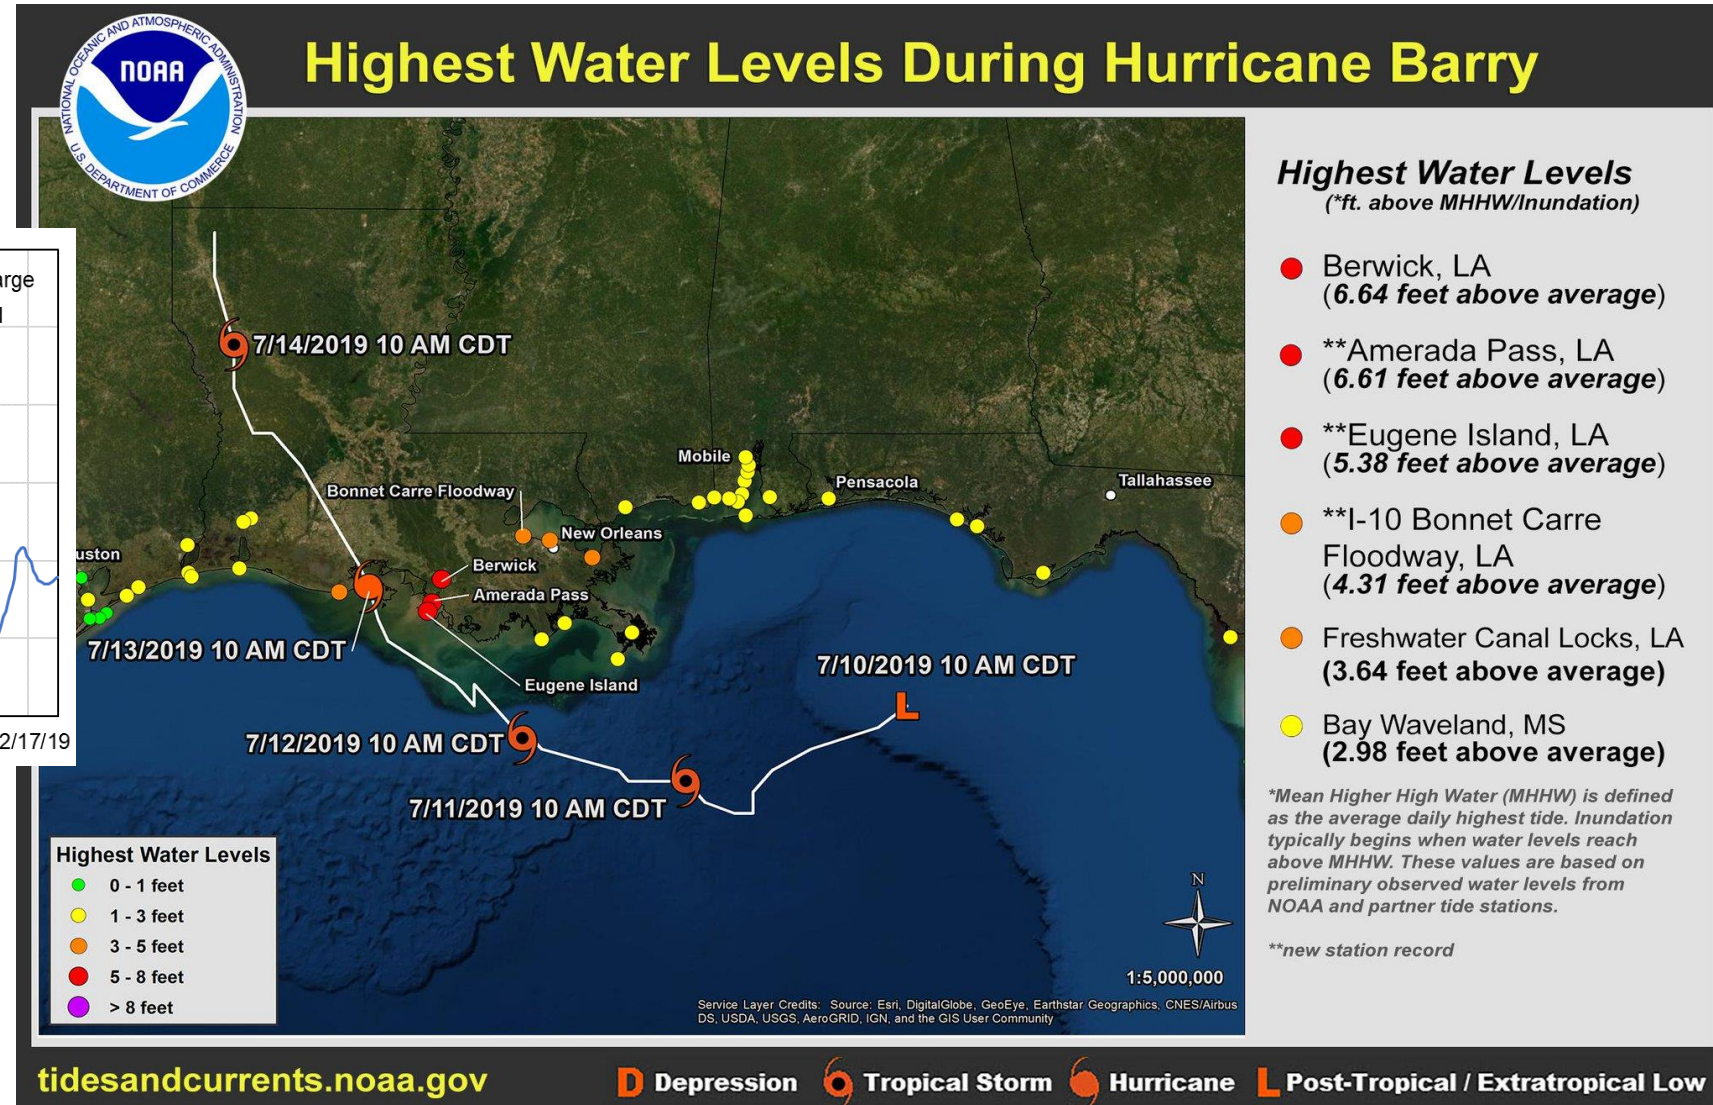 NATIONAL OCEANIC AND ATMOSPHERIC ADMINISTRATION
NOAA
U.S. DEPARTMENT OF COMMERCE
Highest Water Levels During Hurricane Barry
arge
2/17/19
7/14/2019 10 AM CDT
Mobile
Pensacola
Tallahassee
Bonnet Carre Floodway
New Orleans
uston
Berwick
Amerada Pass
7/13/2019 10 AM CDT
Eugene Island
7/10/2019 10 AM CDT
L
7/12/2019 10 AM CDT
7/11/2019 10 AM CDT
Highest Water Levels
0 - 1 feet
1 - 3 feet
3 - 5 feet
5 - 8 feet
> 8 feet
N
1:5,000,000
Service Layer Credits: Source: Esri, DigitalGlobe, GeoEye, Earthstar Geographics, CNES/Airbus
DS, USDA, USGS, AeroGRID, IGN, and the GIS User Community
Highest Water Levels
(*ft. above MHHW/Inundation)
Berwick, LA
(6.64 feet above average)
**Amerada Pass, LA
(6.61 feet above average)
**Eugene Island, LA
(5.38 feet above average)
**I-10 Bonnet Carre
Floodway, LA
(4.31 feet above average)
Freshwater Canal Locks, LA
(3.64 feet above average)
Bay Waveland, MS
(2.98 feet above average)
*Mean Higher High Water (MHHW) is defined
as the average daily highest tide. Inundation
typically begins when water levels reach
above MHHW. These values are based on
preliminary observed water levels from
NOAA and partner tide stations.
**new station record
tidesandcurrents.noaa.gov
D Depression
Tropical Storm
Hurricane
L Post-Tropical / Extratropical Low